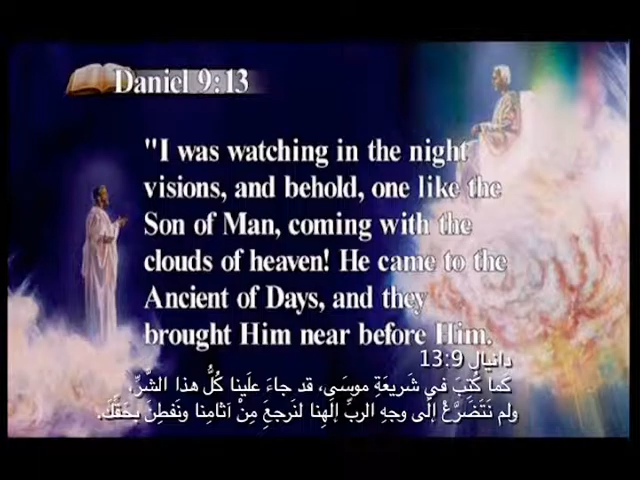 Daniel 9:13
"I was watching in the night
visions, and behold, one like the
Son of Man, coming with the
clouds of heaven! He came to the
Ancient of Days, and they
brought Him near before Him.
دانيال 13:9
كَما كُتِبَ في شَريعَةِ موسَى، قد جاءَ علَينا كُلُّ هذا الشَّرِّ،
ولم نَتَضَرَّعْ إلَى وجهِ الربِّ إلهِنا لنَرجعَ مِنْ آثامِنا ونَفطِنَ بحَقِّكَ.